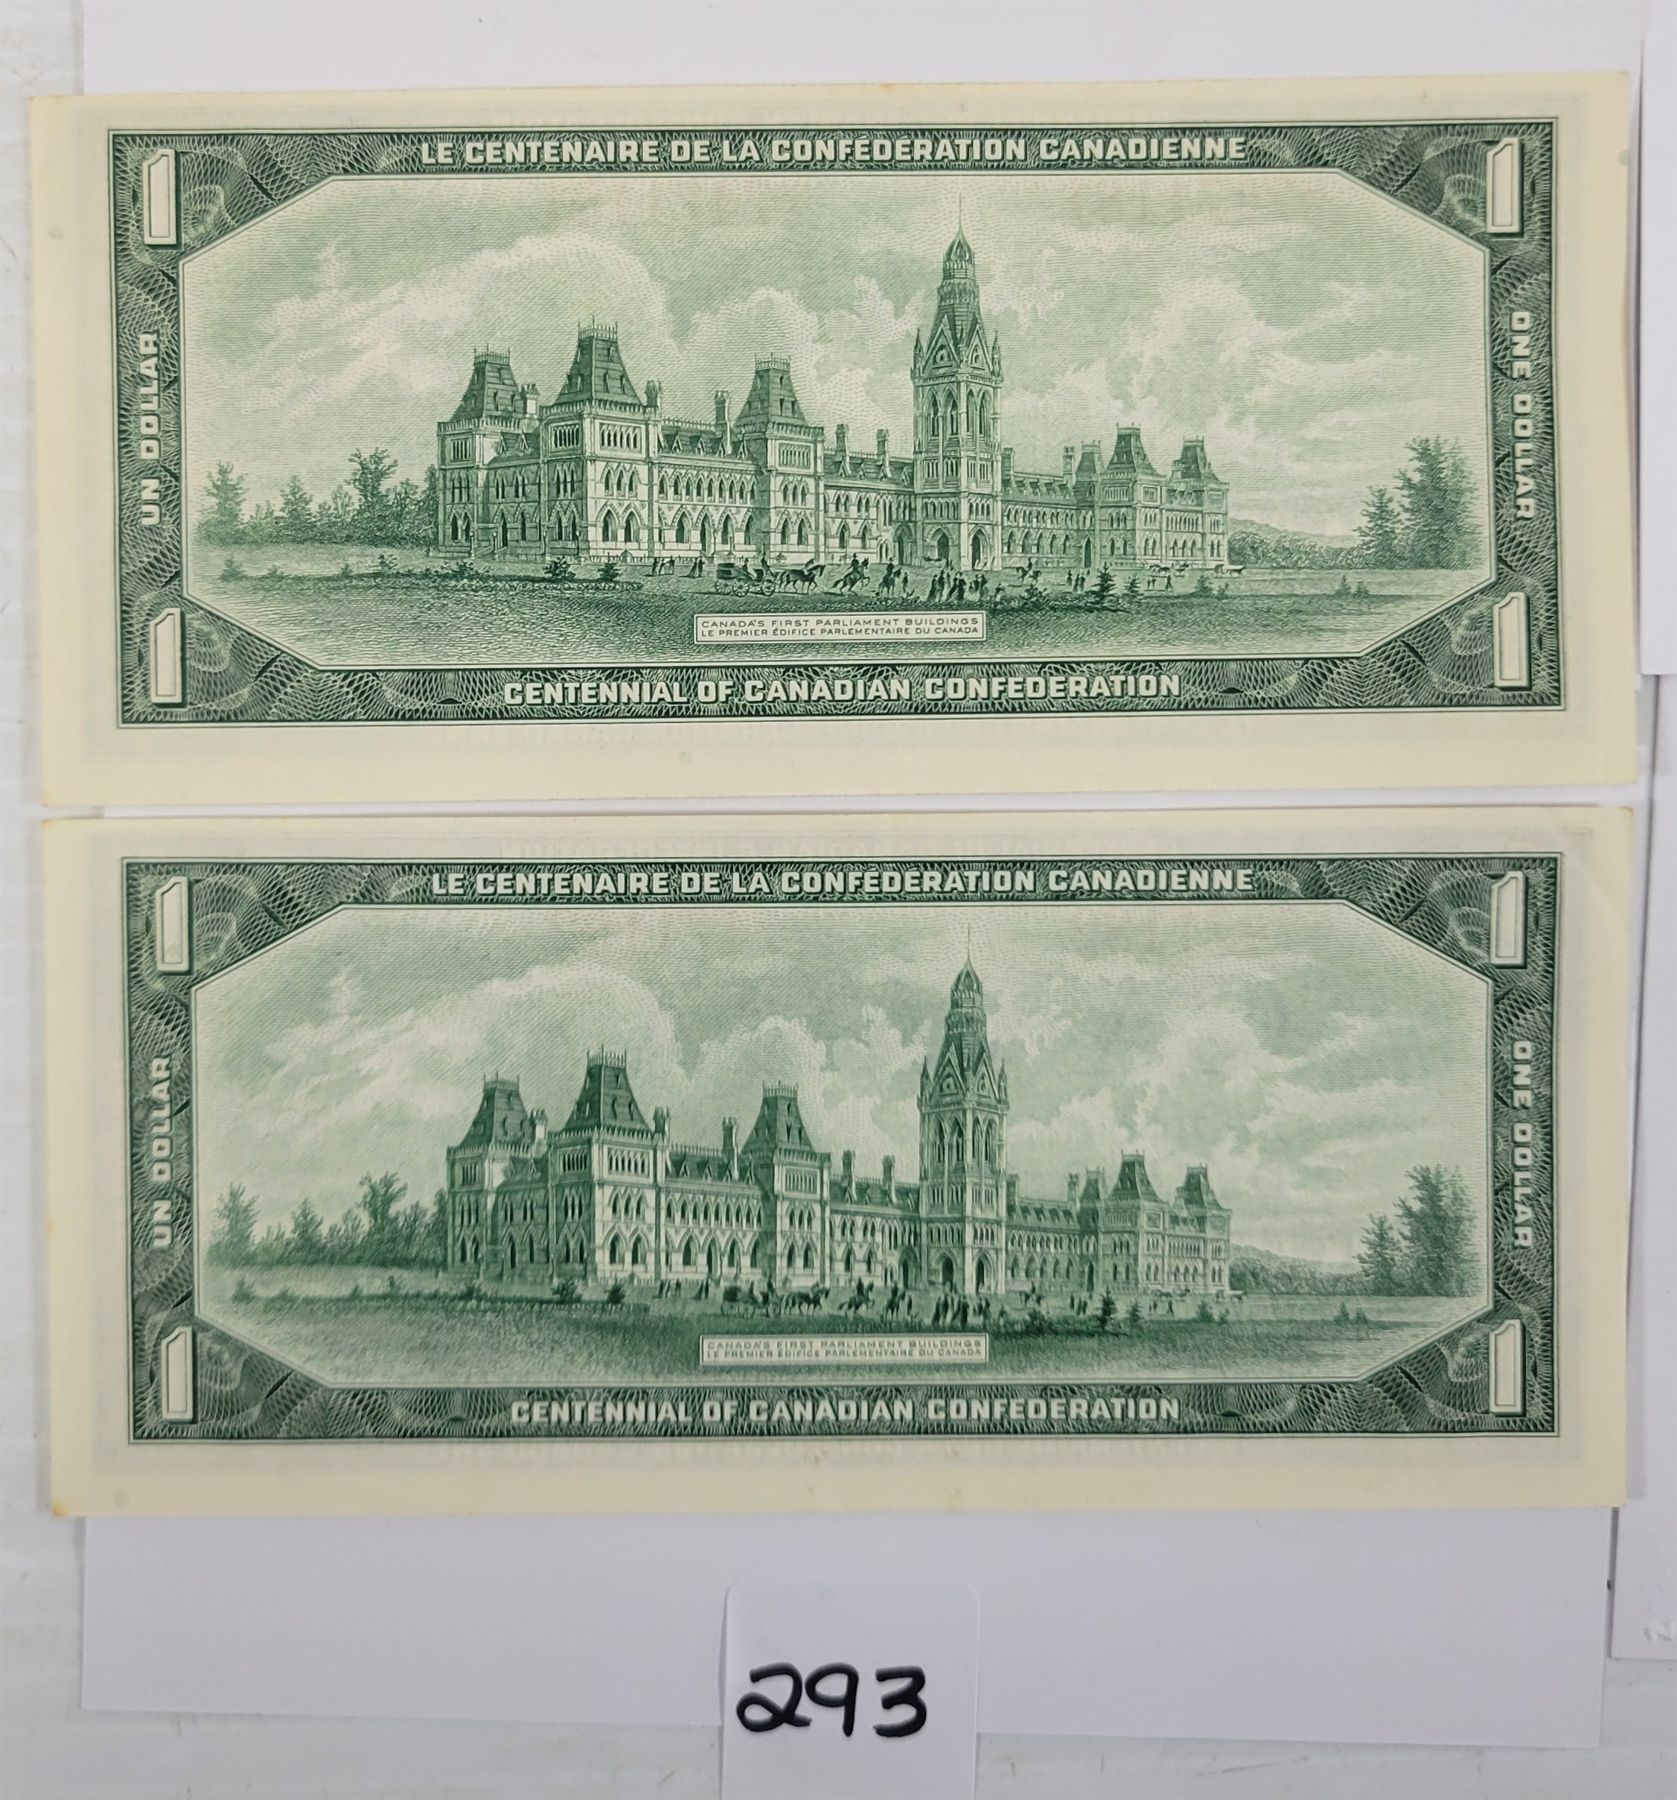 LE CENTENAIRE DE LA CONFÉDÉRATION CANADIENNE
1 1
UN DOLLAR
ONE DOLLAR
CANADA'S FIRST PARLIAMENT BUILDINGS
LE PREMIER ÉDIFICE PARLEMENTAIRE DU CANADA
1 1
CENTENNIAL OF CANADIAN CONFEDERATION
LE CENTENAIRE DE LA CONFÉDÉRATION CANADIENNE
1 1
UN DOLLAR
ONE DOLLAR
CANADA'S FIRST PARLIAMENT BUILDINGS
LE PREMIER ÉDIFICE PARLEMENTAIRE DU CANADA
1 1
CENTENNIAL OF CANADIAN CONFEDERATION
293